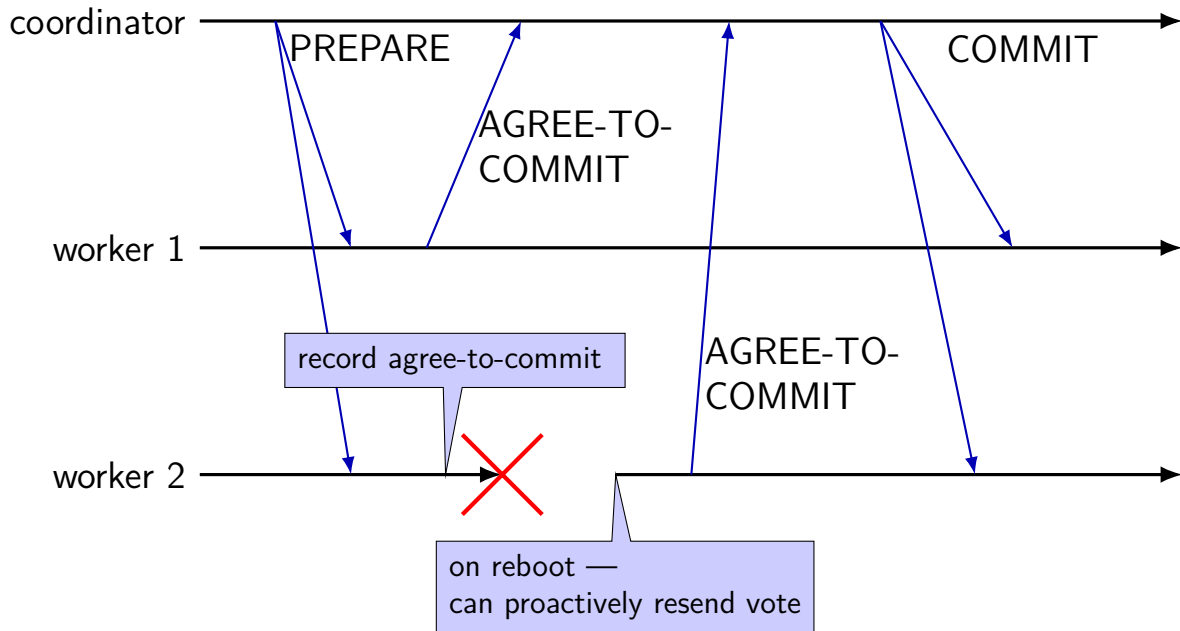 coordinator
PREPARE
COMMIT
AGREE-TO-
COMMIT
worker 1
record agree-to-commit
AGREE-TO-
COMMIT
worker 2
on reboot —
can proactively resend vote